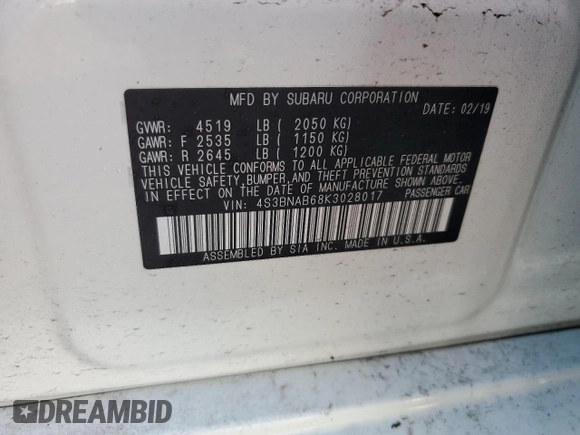 MFD BY SUBARU CORPORATION
DATE: 02/19
GVWR: 4519 LB ( 2050 KG)
GAWR: F 2535 LB ( 1150 KG)
GAWR: R 2645 LB ( 1200 KG)
THIS VEHICLE CONFORMS TO ALL APPLICABLE FEDERAL MOTOR
VEHICLE SAFETY,BUMPER,AND THEFT PREVENTION STANDARDS
IN EFFECT ON THE DATE OF MANUFACTURE SHOWN ABOVE.
VIN: 4S3BNAB68K3028017 PASSENGER CAR
ASSEMBLED BY SIA INC. MADE IN U.S.A.
DREAMBID